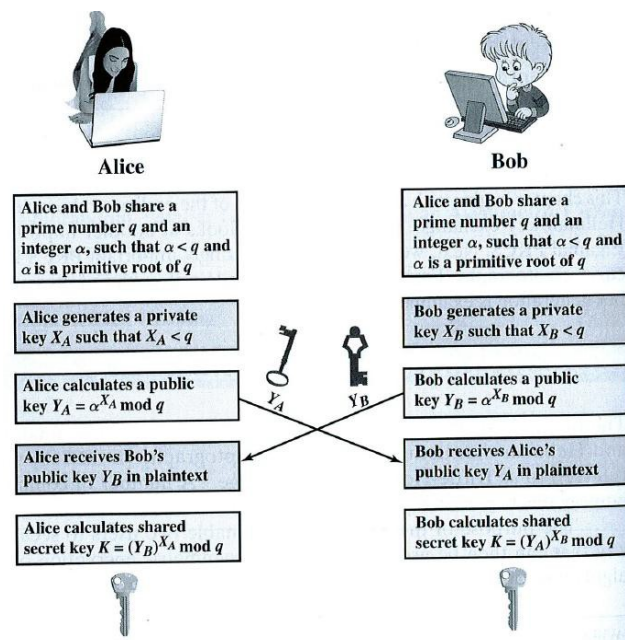 Alice
Alice and Bob share a
prime number q and an
integer α, such that α < q and
α is a primitive root of q
Alice generates a private
key X_A such that X_A < q
Alice calculates a public
key Y_A = α^{X_A} mod q
Alice receives Bob's
public key Y_B in plaintext
Alice calculates shared
secret key K = (Y_B)^{X_A} mod q
Y_A
Y_B
Bob
Alice and Bob share a
prime number q and an
integer α, such that α < q and
α is a primitive root of q
Bob generates a private
key X_B such that X_B < q
Bob calculates a public
key Y_B = α^{X_B} mod q
Bob receives Alice's
public key Y_A in plaintext
Bob calculates shared
secret key K = (Y_A)^{X_B} mod q